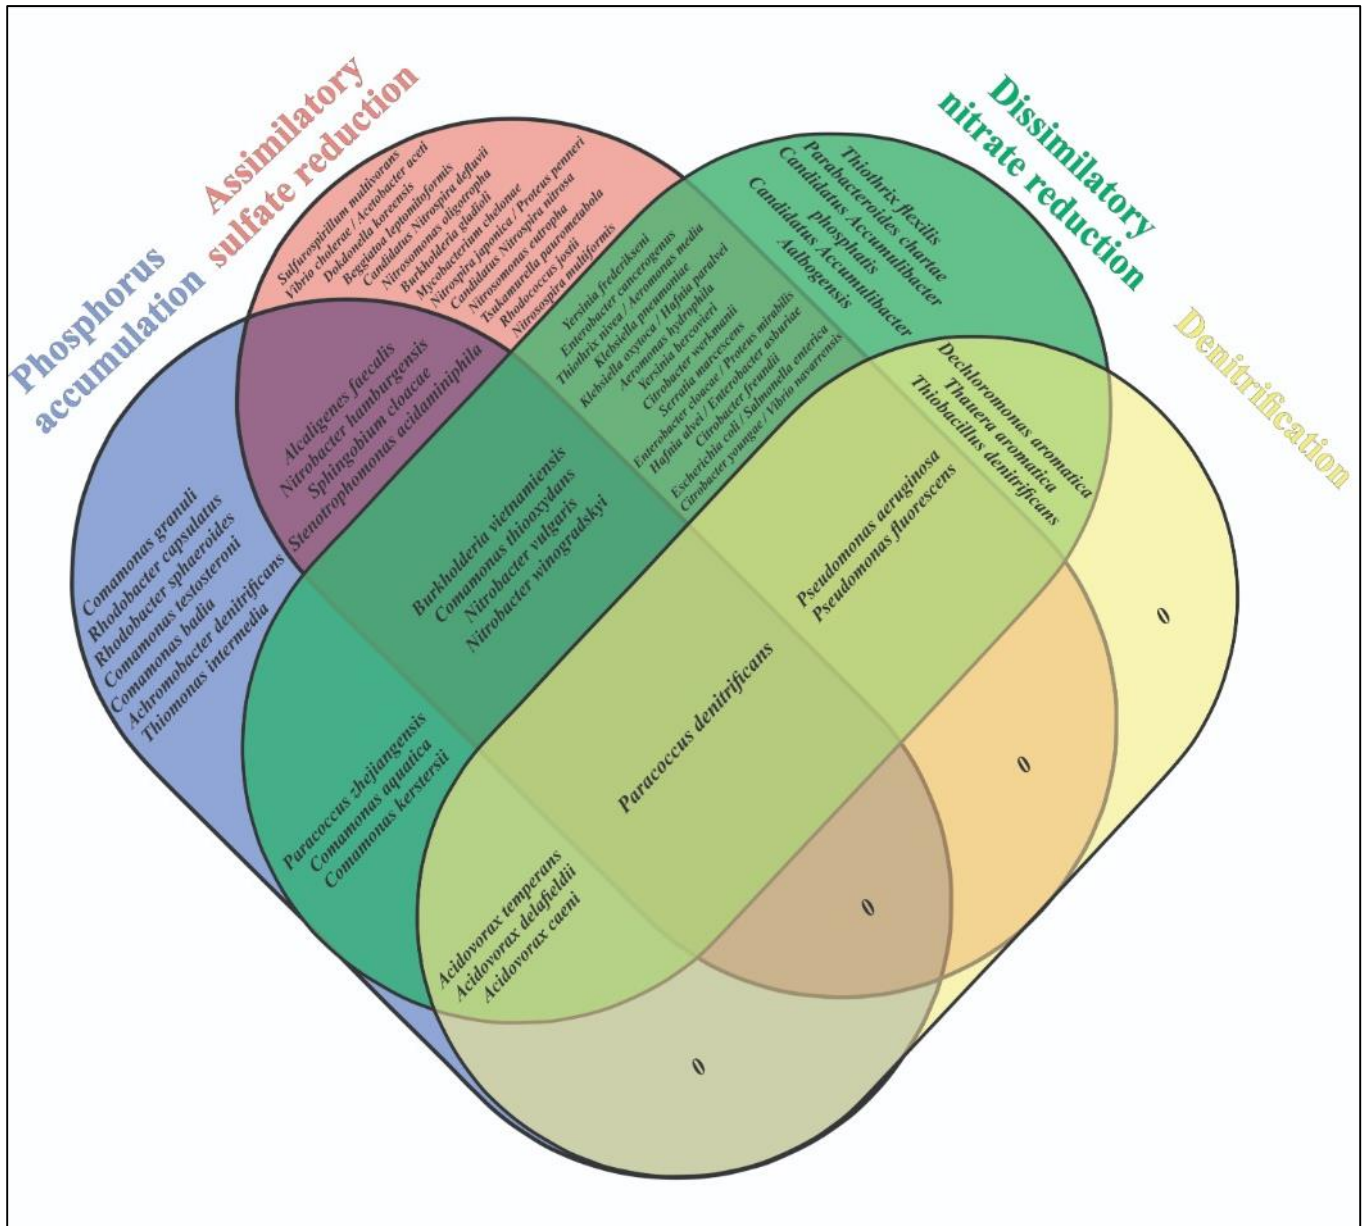 Phosphorus
accumulation
Assimilatory
sulfate reduction
Dissimilatory
nitrate reduction
Denitrification
Sulfurospirillum multivorans
Vibrio cholerae / Acetobacter aceti
Dokdonella koreensis
Beggiatoa leptomitoformis
Candidatus Nitrospira defluvii
Nitrosomonas oligotropha
Burkholderia gladioli
Mycobacterium chelonae
Nitrospira japonica / Proteus penneri
Candidatus Nitrospira nitrosa
Nitrosomonas eutropha
Tsukamurella paurometabola
Rhodococcus jostii
Nitrosospira multiformis
Yersinia frederikseni
Enterobacter cancerogenus
Thiothrix nivea / Aeromonas media
Klebsiella pneumoniae
Klebsiella oxytoca / Hafnia paralvei
Aeromonas hydrophila
Yersinia bercovieri
Citrobacter werkmanii
Serratia marcescens
Enterobacter cloacae / Proteus mirabilis
Hafnia alvei / Enterobacter asburiae
Citrobacter freundii
Escherichia coli / Salmonella enterica
Citrobacter youngae / Vibrio navarrensis
Thiothrix flexilis
Parabacteroides chartae
Candidatus Accumulibacter
phosphatis
Candidatus Accumulibacter
Aalbogensis
Alcaligenes faecalis
Nitrobacter hamburgensis
Sphingobium cloacae
Stenotrophomonas acidaminiphila
Dechloromonas aromatica
Thauera aromatica
Thiobacillus denitrificans
Comamonas granuli
Rhodobacter capsulatus
Rhodobacter sphaeroides
Comamonas testosteroni
Comamonas badia
Achromobacter denitrificans
Thiomonas intermedia
Burkholderia vietnamiensis
Comamonas thiooxydans
Nitrobacter vulgaris
Nitrobacter winogradskyi
Pseudomonas aeruginosa
Pseudomonas fluorescens
0
Paracoccus denitrificans
Paracoccus zhejiangensis
Comamonas aquatica
Comamonas kerstersii
0
Acidovorax temperans
Acidovorax delafieldii
Acidovorax caeni
0
0